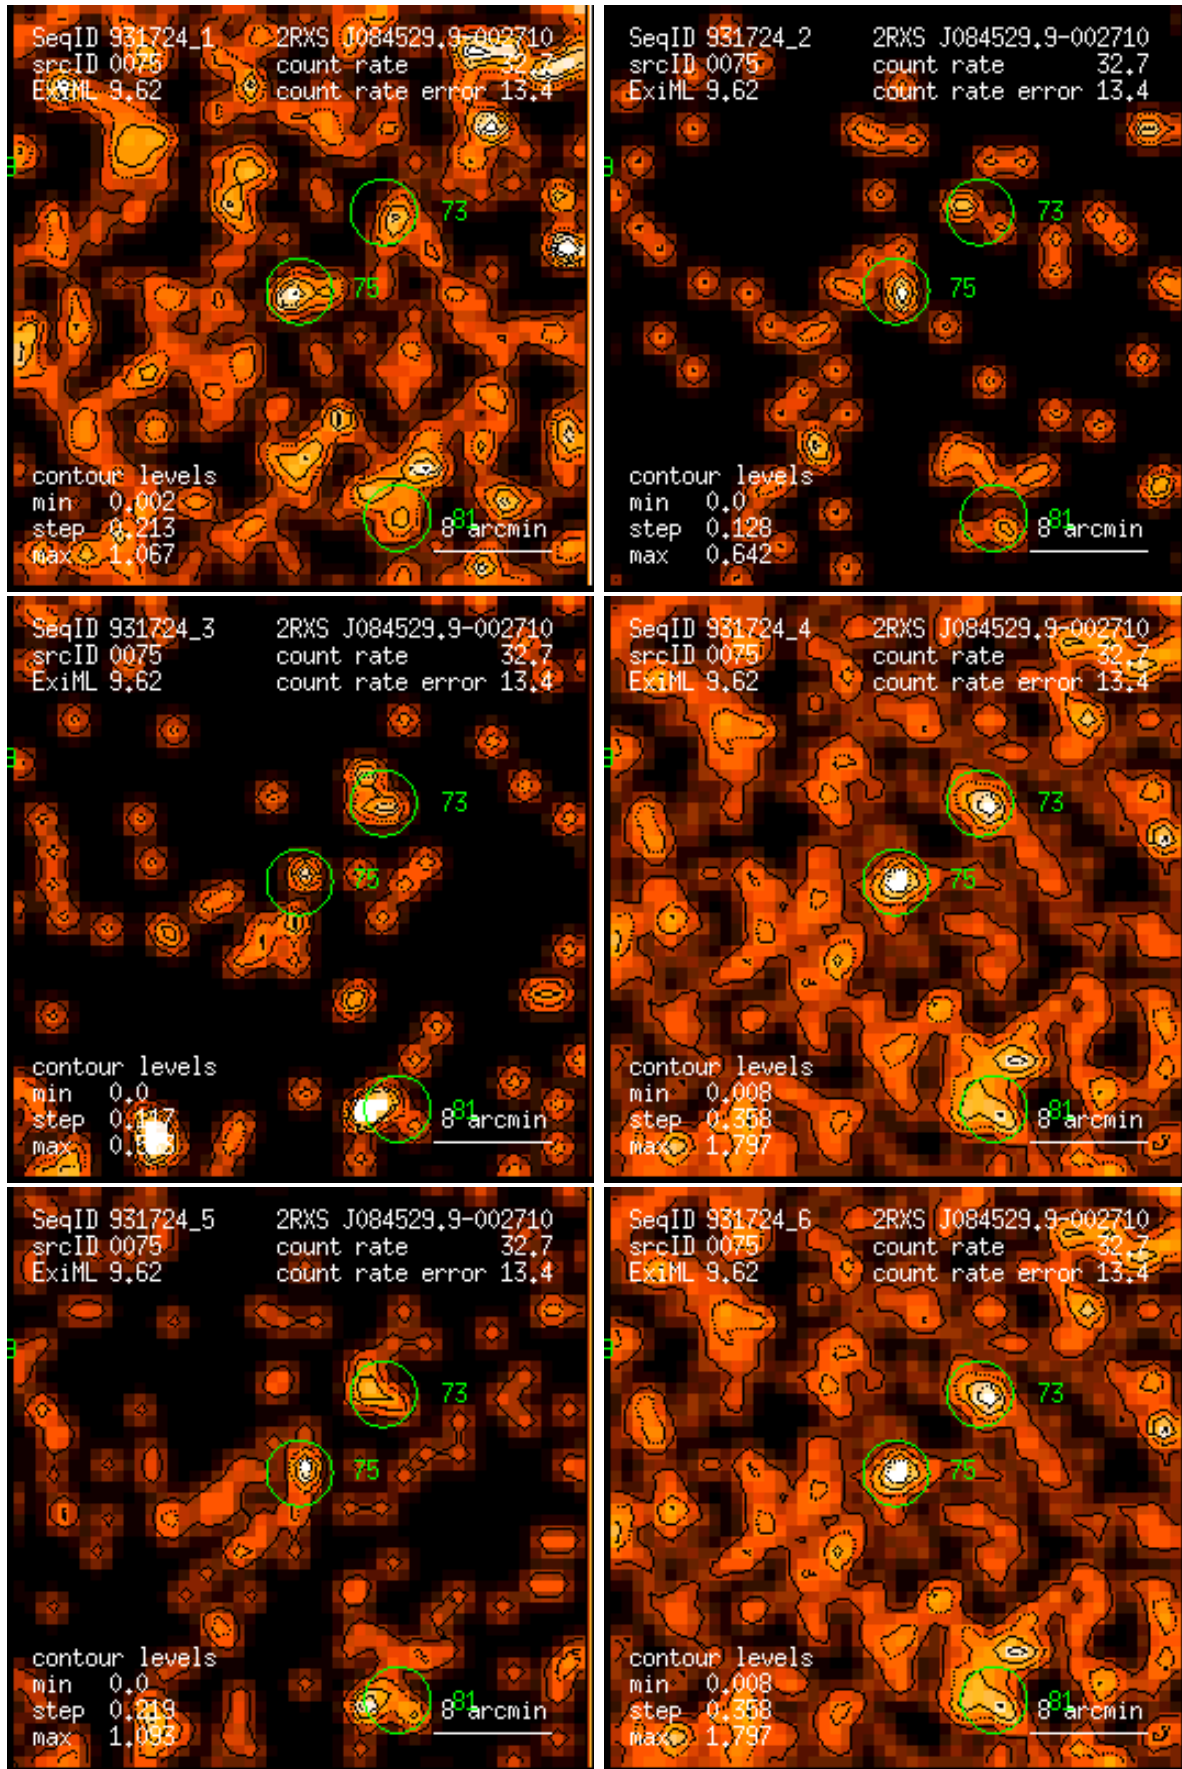 SeqID 931724_1 2RXS J084529.9-002710
srcID 0075 count rate 32.7
ExiML 9.62 count rate error 13.4
73
75
contour levels
min 0.002
step 0.213
81
8 arcmin
max 1.067
SeqID 931724_2 2RXS J084529.9-002710
srcID 0075 count rate 32.7
ExiML 9.62 count rate error 13.4
73
75
contour levels
min 0.0
step 0.128
81
8 arcmin
max 0.642
SeqID 931724_3 2RXS J084529.9-002710
srcID 0075 count rate 32.7
ExiML 9.62 count rate error 13.4
73
75
contour levels
min 0.0
step 0.117
81
8 arcmin
max
SeqID 931724_4 2RXS J084529.9-002710
srcID 0075 count rate 32.7
ExiML 9.62 count rate error 13.4
73
75
contour levels
min 0.008
step 0.358
81
8 arcmin
max 1.797
SeqID 931724_5 2RXS J084529.9-002710
srcID 0075 count rate 32.7
ExiML 9.62 count rate error 13.4
73
75
contour levels
min 0.0
step 0.219
81
8 arcmin
max 1.093
SeqID 931724_6 2RXS J084529.9-002710
srcID 0075 count rate 32.7
ExiML 9.62 count rate error 13.4
73
75
contour levels
min 0.008
step 0.358
81
8 arcmin
max 1.797